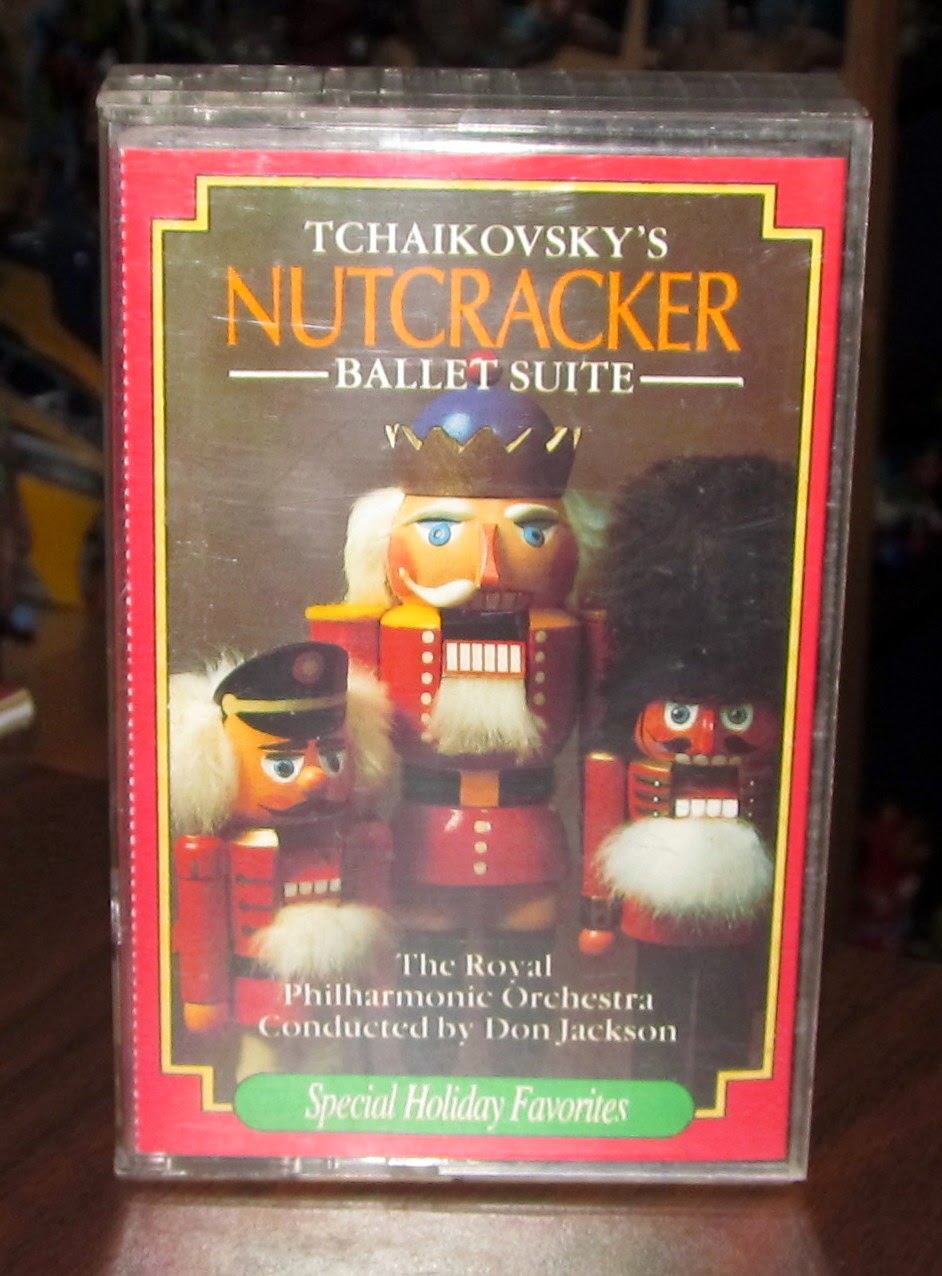 TCHAIKOVSKY'S
NUTCRACKER
BALLET SUITE
The Royal
Philharmonic Orchestra
Conducted by Don Jackson
Special Holiday Favorites